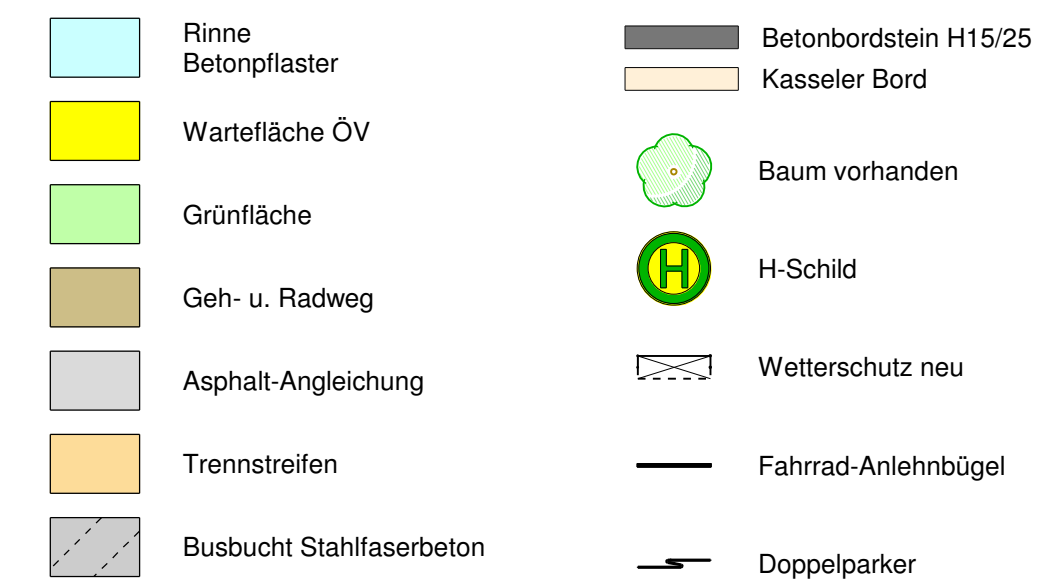 Rinne
Betonpflaster
Wartefläche ÖV
Grünfläche
Geh- u. Radweg
Asphalt-Angleichung
Trennstreifen
Busbucht Stahlfaserbeton
Betonbordstein H15/25
Kasseler Bord
Baum vorhanden
H
H-Schild
Wetterschutz neu
Fahrrad-Anlehnbügel
Doppelparker